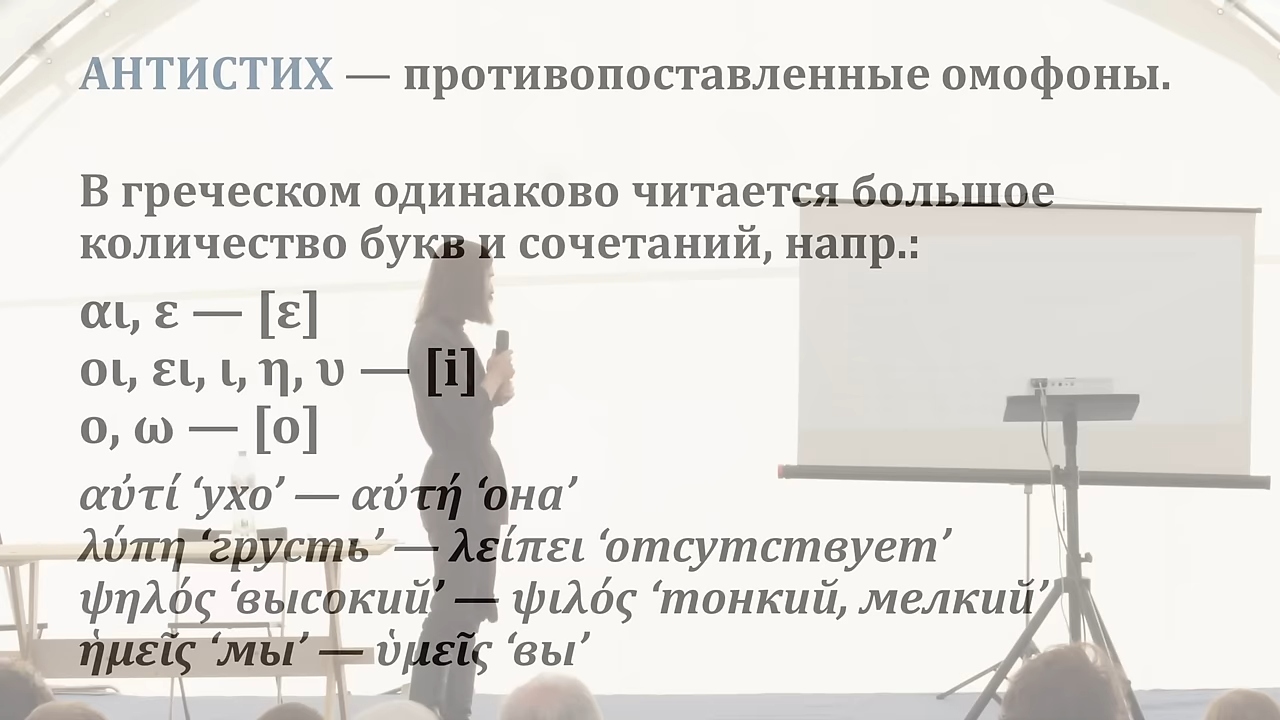 АНТИСТИХ — противопоставленные омофоны.
В греческом одинаково читается большое
количество букв и сочетаний, напр.:
αι, ε — [ε]
οι, ει, ι, η, υ — [i]
ο, ω — [o]
αὐτί ‘ухо’ — αὐτή ‘она’
λύπη ‘грусть’ — λείπει ‘отсутствует’
ψηλός ‘высокий’ — ψιλός ‘тонкий, мелкий’
ἡμεῖς ‘мы’ — ὑμεῖς ‘вы’